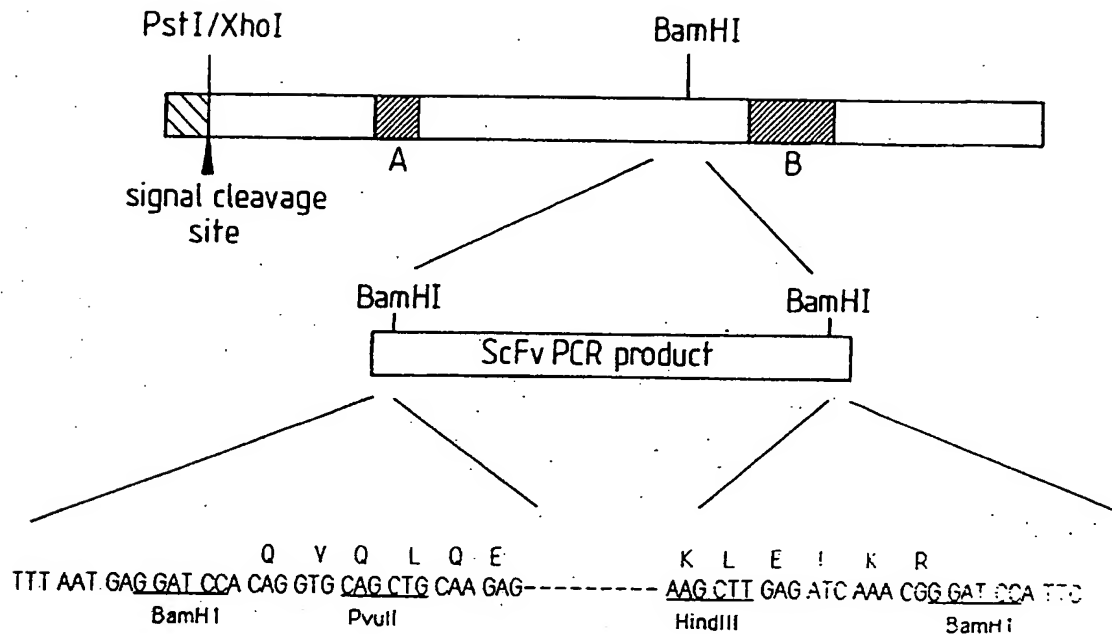 PstI/XhoI BamHI
A B
signal cleavage
site
BamHI BamHI
ScFv PCR product
Q V Q L Q E K L E I K R
TTT AAT GAG GAT CCA CAG GTG CAG CTG CAA GAG---------- AAG CTT GAG ATC AAA CGG GAT CCA TTC
BamHI PvuII HindIII BamHI